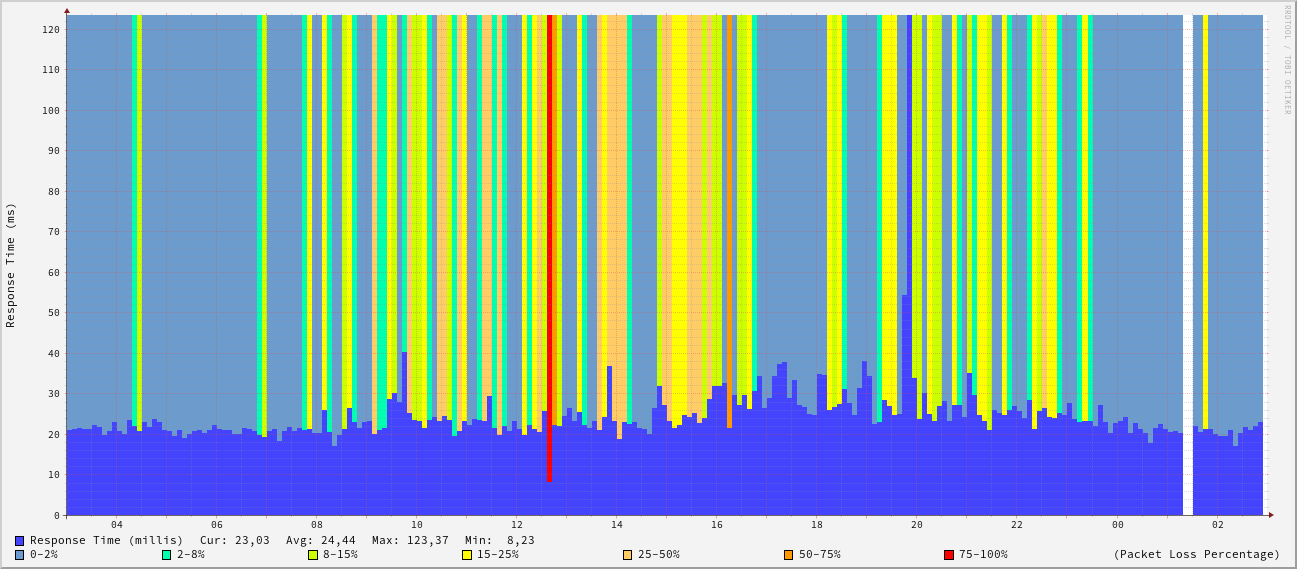 RRDTOOL / TOBI OETIKER
Response Time (ms)
120
110
100
90
80
70
60
50
40
30
20
10
0
04 06 08 10 12 14 16 18 20 22 00 02
Response Time (millis) Cur: 23,03 Avg: 24,44 Max: 123,37 Min: 8,23
0-2% 2-8% 8-15% 15-25% 25-50% 50-75% 75-100% (Packet Loss Percentage)